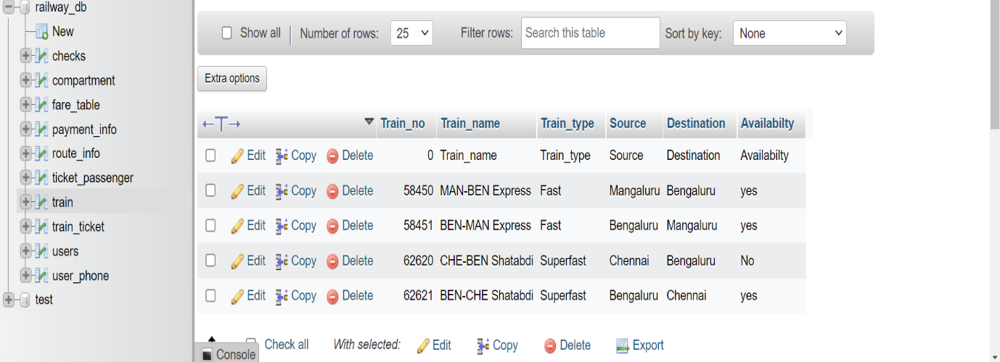 railway_db
New
checks
compartment
fare_table
payment_info
route_info
ticket_passenger
train
train_ticket
users
user_phone
test
Show all Number of rows: 25 Filter rows: Search this table Sort by key: None
Extra options
Train_no Train_name Train_type Source Destination Availabilty
Edit Copy Delete 0 Train_name Train_type Source Destination Availabilty
Edit Copy Delete 58450 MAN-BEN Express Fast Mangaluru Bengaluru yes
Edit Copy Delete 58451 BEN-MAN Express Fast Bengaluru Mangaluru yes
Edit Copy Delete 62620 CHE-BEN Shatabdi Superfast Chennai Bengaluru No
Edit Copy Delete 62621 BEN-CHE Shatabdi Superfast Bengaluru Chennai yes
Check all With selected: Edit Copy Delete Export
Console